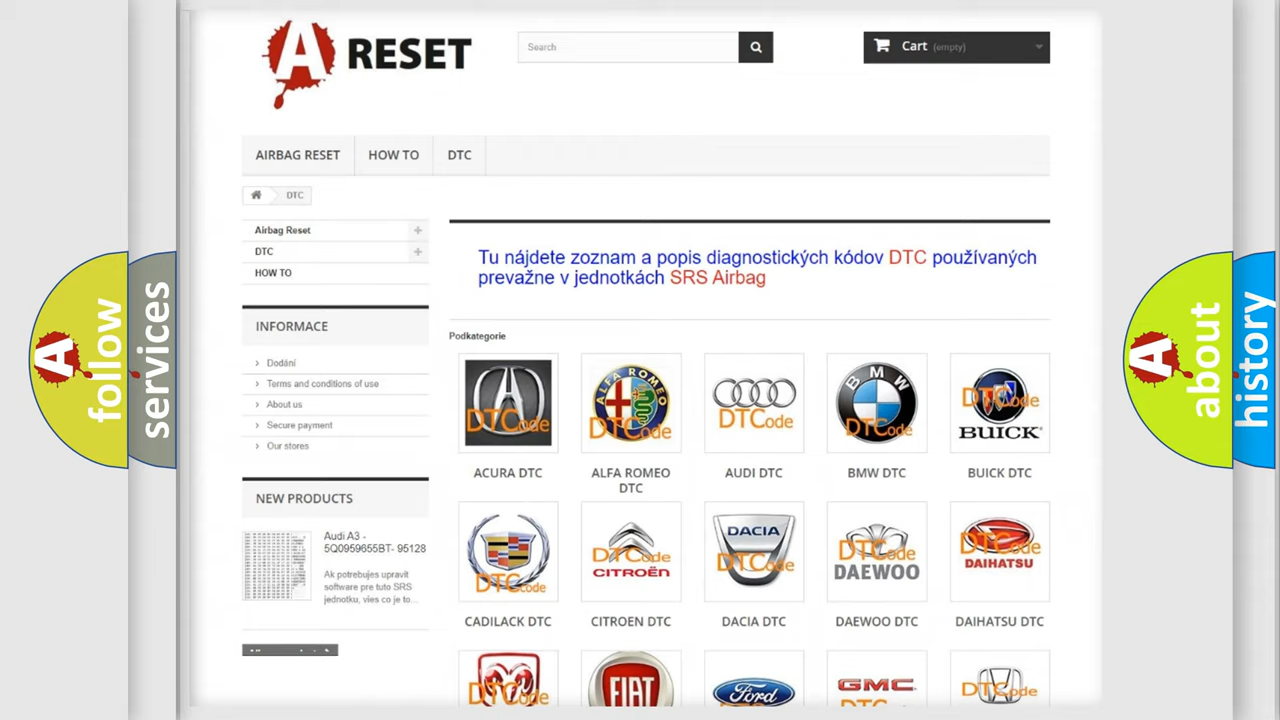 A RESET
Search
Cart (empty)
AIRBAG RESET
HOW TO
DTC
DTC
Airbag Reset
DTC
HOW TO
Tu nájdete zoznam a popis diagnostických kódov DTC používaných
prevažne v jednotkách SRS Airbag
INFORMACE
Dodání
Terms and conditions of use
About us
Secure payment
Our stores
NEW PRODUCTS
Audi A3 -
5Q0959655BT- 95128
Ak potrebujes upravit
software pre tuto SRS
jednotku, vies co je to...
Podkategorie
DTCode
ALFA ROMEO
DTCode
DTCode
BMW
DTCode
DTCode
BUICK
ACURA DTC
ALFA ROMEO
DTC
AUDI DTC
BMW DTC
BUICK DTC
DTCode
DTCode
CITROËN
DACIA
DTCode
DTCode
DAEWOO
DTCode
DAIHATSU
CADILACK DTC
CITROEN DTC
DACIA DTC
DAEWOO DTC
DAIHATSU DTC
DTCode
FIAT
Ford
GMC
DTCode
A follow
services
A about
history